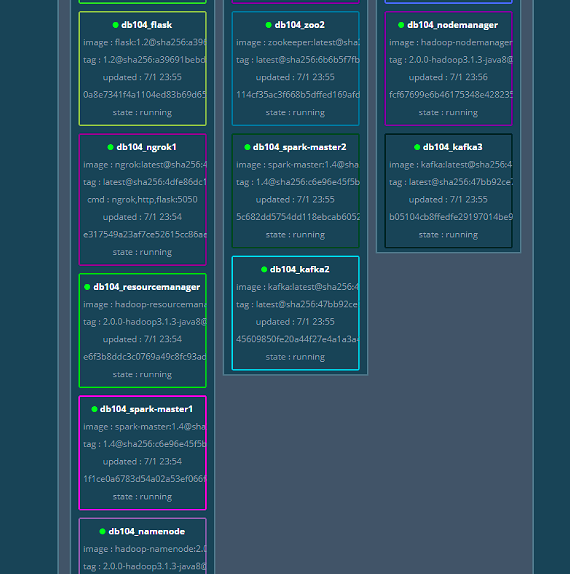 db104_flask
image : flask:1.2@sha256:a396
tag : 1.2@sha256:a39691bebd
updated : 7/1 23:55
0a8e7341f4a1104ed83b69d65
state : running
db104_ngrok1
image : ngrok:latest@sha256:4
tag : latest@sha256:4dfe86dc1
cmd : ngrok,http,flask:5050
updated : 7/1 23:54
e317549a23af7ce52615cc86ae
state : running
db104_resourcemanager
image : hadoop-resourceman
tag : 2.0.0-hadoop3.1.3-java8@
updated : 7/1 23:54
e6f3b8ddc3c0769a49c8fc93ad
state : running
db104_spark-master1
image : spark-master:1.4@sha
tag : 1.4@sha256:c6e96e45f5b
updated : 7/1 23:54
1f1ce0a6783d54a02a53ef066f
state : running
db104_namenode
image : hadoop-namenode:2.0
tag : 2.0.0-hadoop3.1.3-java8@
db104_zoo2
image : zookeeper:latest@sha
tag : latest@sha256:6b6b5f7fb
updated : 7/1 23:55
114cf35ac3f668b5dffed169afd
state : running
db104_spark-master2
image : spark-master:1.4@sha
tag : 1.4@sha256:c6e96e45f5b
updated : 7/1 23:55
5c682dd5754dd118ebcab6052
state : running
db104_kafka2
image : kafka:latest@sha256:4
tag : latest@sha256:47bb92ce
updated : 7/1 23:55
45609850fe20a44f27e4a1a3a
state : running
db104_nodemanager
image : hadoop-nodemanager
tag : 2.0.0-hadoop3.1.3-java8@
updated : 7/1 23:56
fcf67699e6b46175348e428235
state : running
db104_kafka3
image : kafka:latest@sha256:4
tag : latest@sha256:47bb92ce
updated : 7/1 23:55
b05104cb8ffedfe29197014be9
state : running